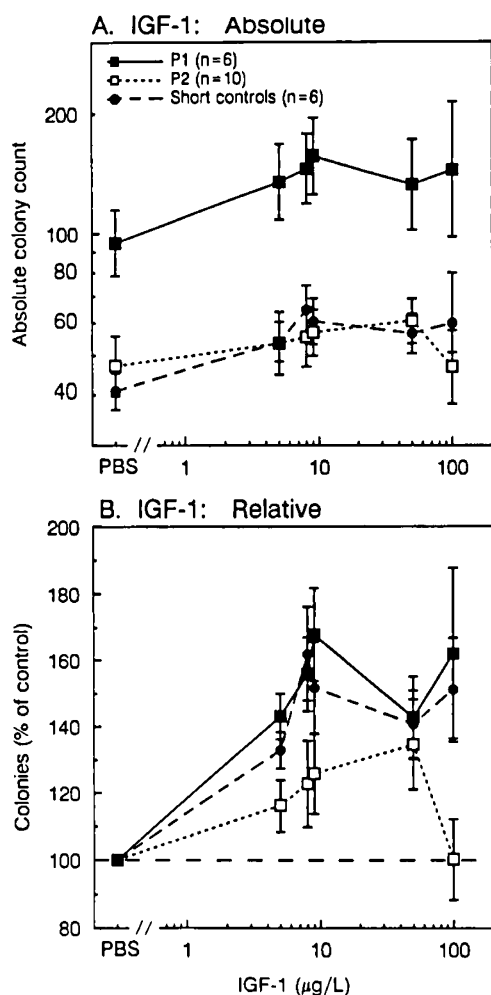 A. IGF-1: Absolute
P1 (n=6)
P2 (n=10)
Short controls (n=6)
Absolute colony count
200
100
80
60
40
PBS // 1 10 100
B. IGF-1: Relative
Colonies (% of control)
200
180
160
140
120
100
80
PBS // 1 10 100
IGF-1 (μg/L)